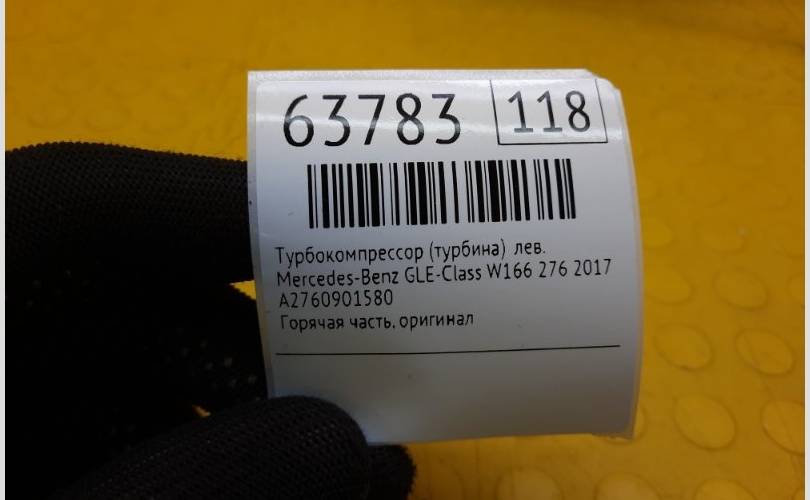 63783 118
Турбокомпрессор (турбина) лев.
Mercedes-Benz GLE-Class W166 276 2017
A2760901580
Горячая часть. оригинал